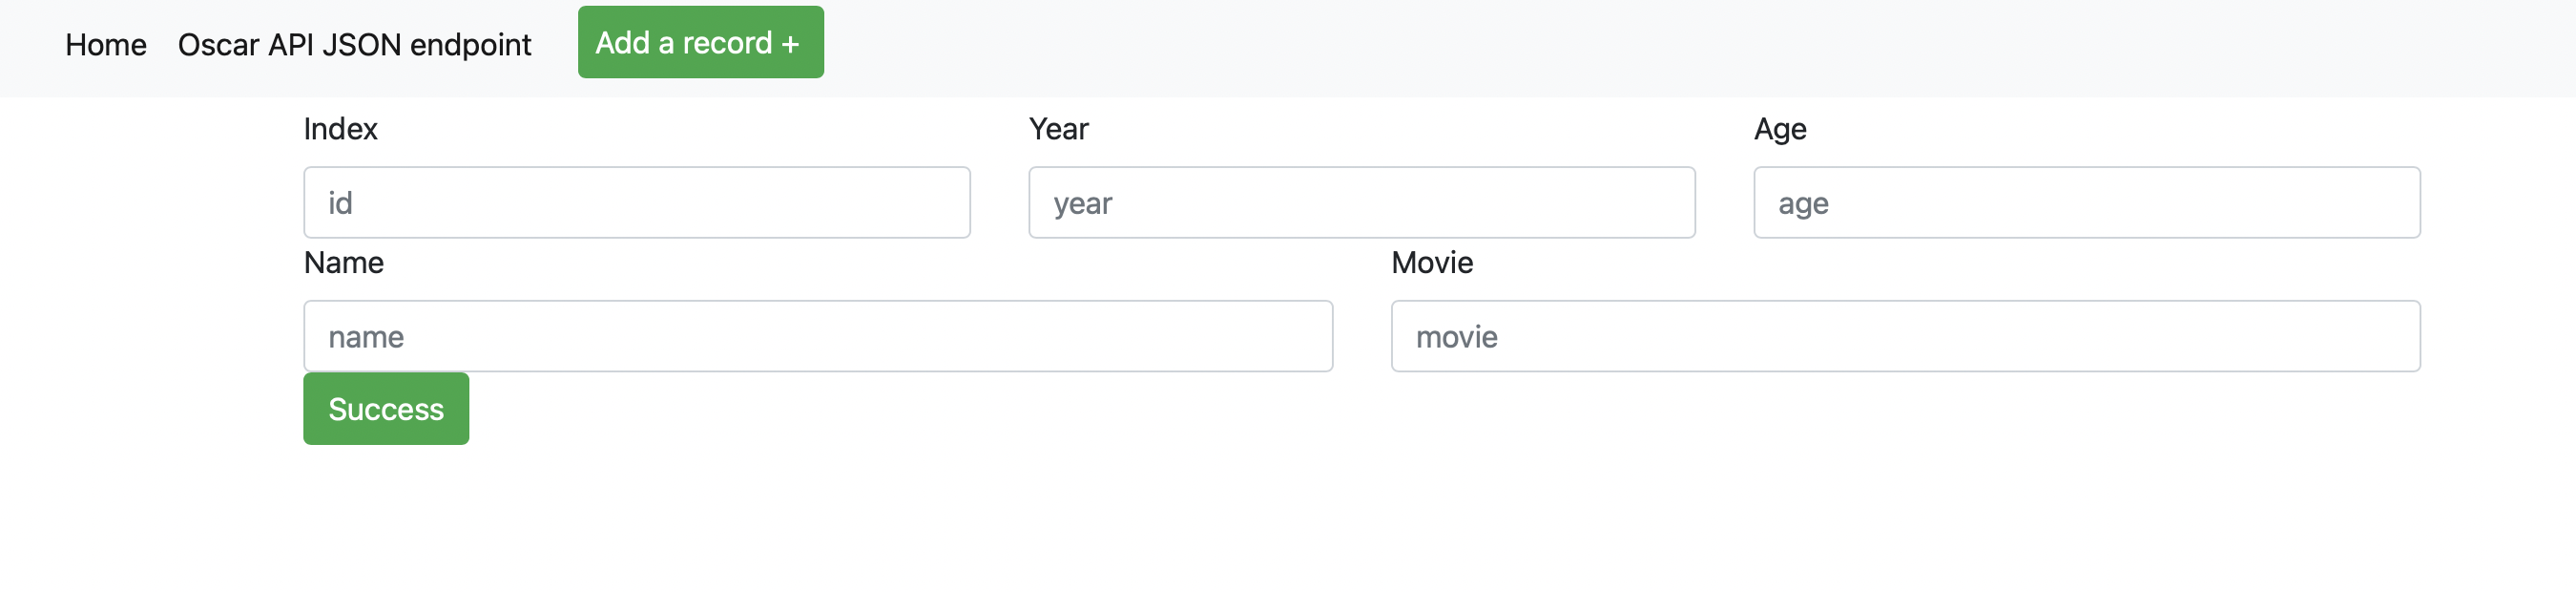 Home Oscar API JSON endpoint Add a record +
Index Year Age
id year age
Name Movie
name movie
Success